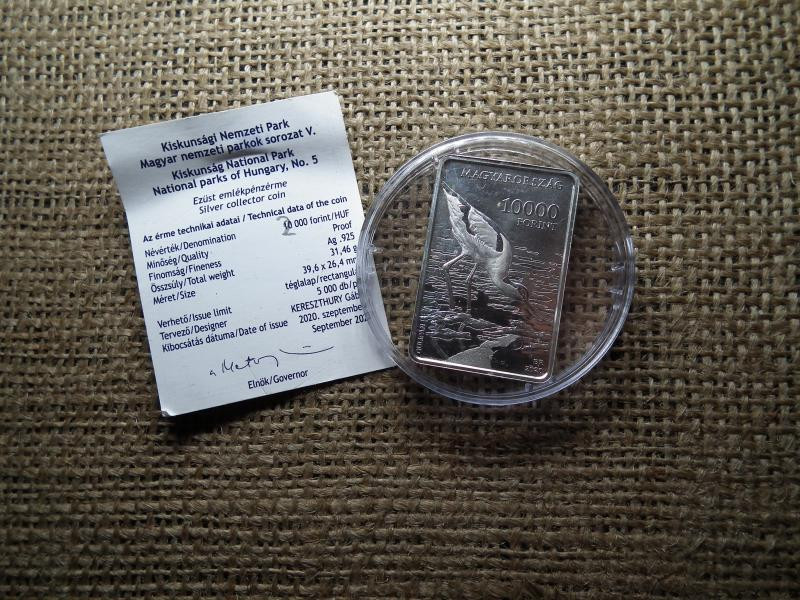 Kiskunsági Nemzeti Park
Magyar nemzeti parkok sorozat V.
Kiskunság National Park
National parks of Hungary, No. 5
Ezüst emlékpénzérme
Silver collector coin
Az érme technikai adatai / Technical data of the coin
Névérték/Denomination 10 000 forint/HUF
2
Minőség/Quality Proof
Finomság/Fineness Ag .925
Összsúly/Total weight 31,46 g
Méret/Size 39,6 x 26,4 mm
téglalap/rectangular
Verhető/Issue limit 5 000 db/
Tervező/Designer KERESZTHURY
Kibocsátás dátuma/Date of issue 2020. szeptember
September
Elnök/Governor
MAGYARORSZÁG
10000
FORINT
BP.
2020